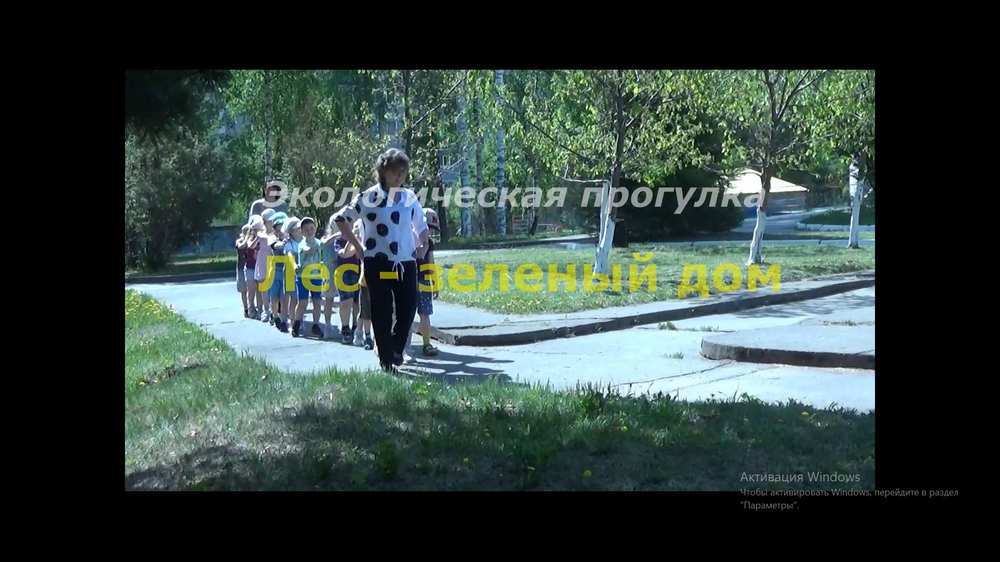 Экологическая прогулка
Лес - зеленый дом
Активация Windows
Чтобы активировать Windows, перейдите в раздел
"Параметры".